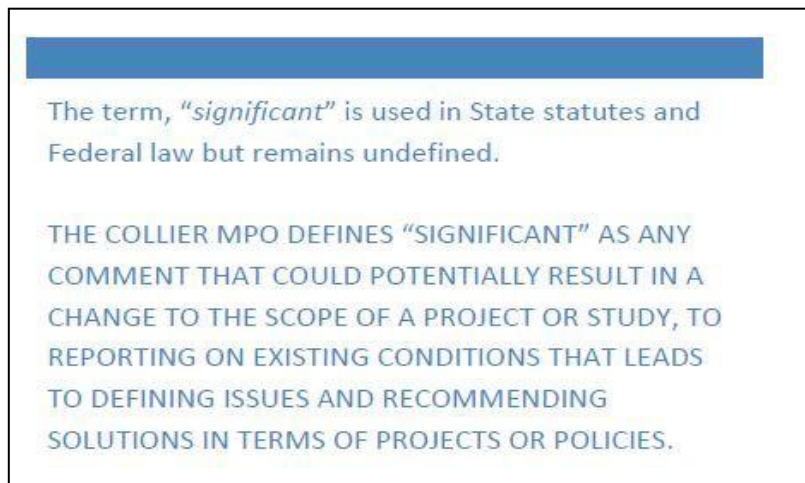 The term, “significant” is used in State statutes and
Federal law but remains undefined.
THE COLLIER MPO DEFINES “SIGNIFICANT” AS ANY
COMMENT THAT COULD POTENTIALLY RESULT IN A
CHANGE TO THE SCOPE OF A PROJECT OR STUDY, TO
REPORTING ON EXISTING CONDITIONS THAT LEADS
TO DEFINING ISSUES AND RECOMMENDING
SOLUTIONS IN TERMS OF PROJECTS OR POLICIES.